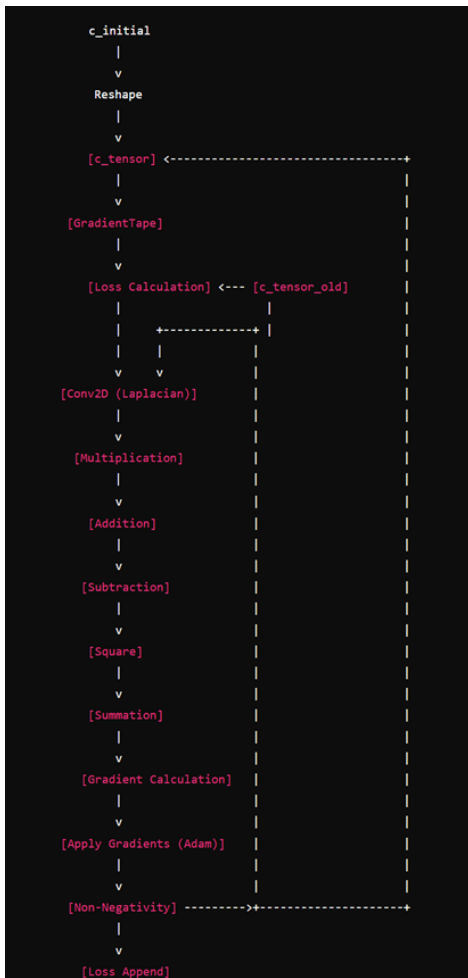 c_initial
|
v
Reshape
|
v
[c_tensor] <----------------------------------+
| |
v |
[GradientTape] |
| |
v |
[Loss Calculation] <--- [c_tensor_old] |
| | |
| +-------------+ | |
| | | |
v v | |
[Conv2D (Laplacian)] | |
| | |
v | |
[Multiplication] | |
| | |
v | |
[Addition] | |
| | |
v | |
[Subtraction] | |
| | |
v | |
[Square] | |
| | |
v | |
[Summation] | |
| | |
v | |
[Gradient Calculation] | |
| | |
v | |
[Apply Gradients (Adam)] | |
| | |
v | |
[Non-Negativity] --------->+---------------------+
|
v
[Loss Append]